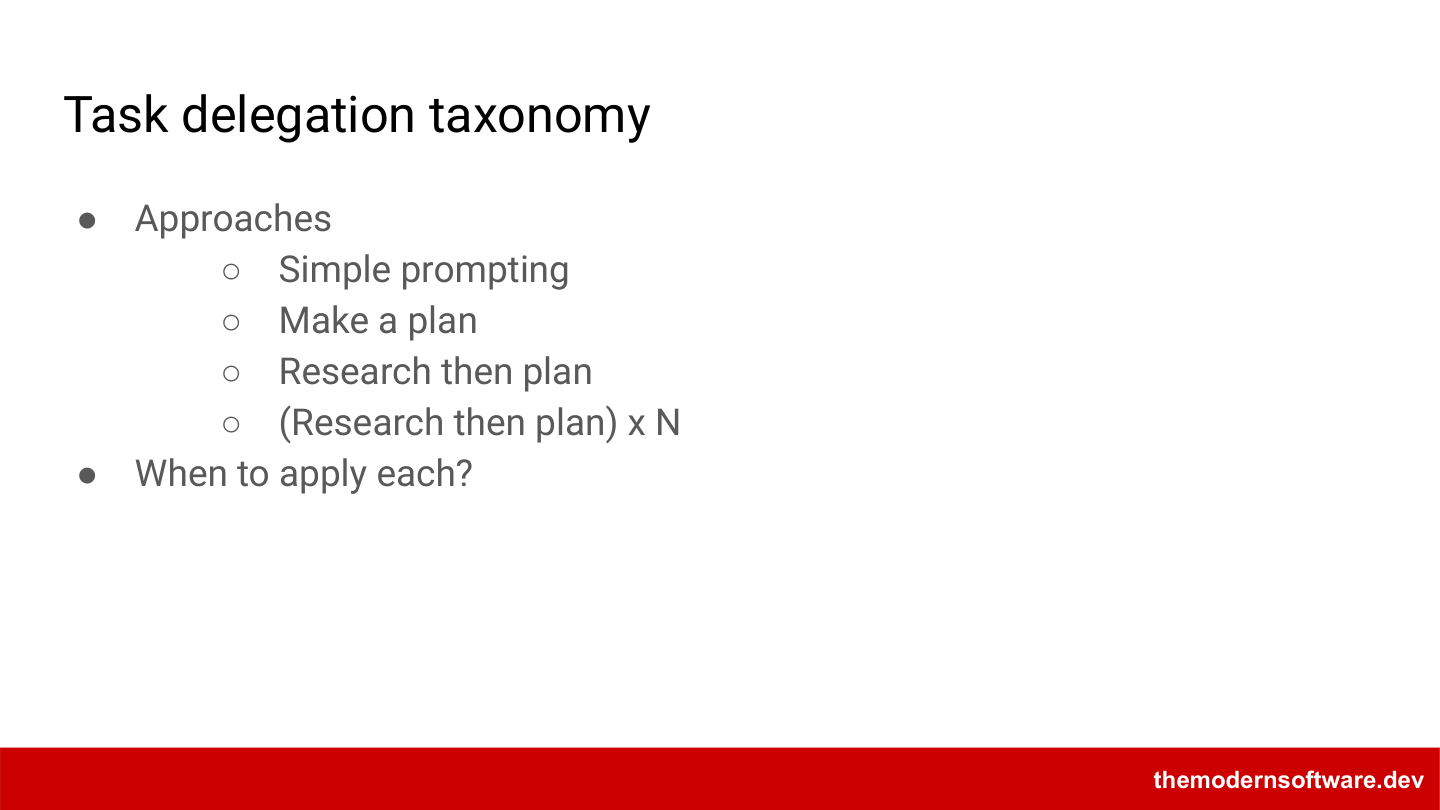 Task delegation taxonomy
● Approaches
○ Simple prompting
○ Make a plan
○ Research then plan
○ (Research then plan) x N
● When to apply each?
themodernsoftware.dev